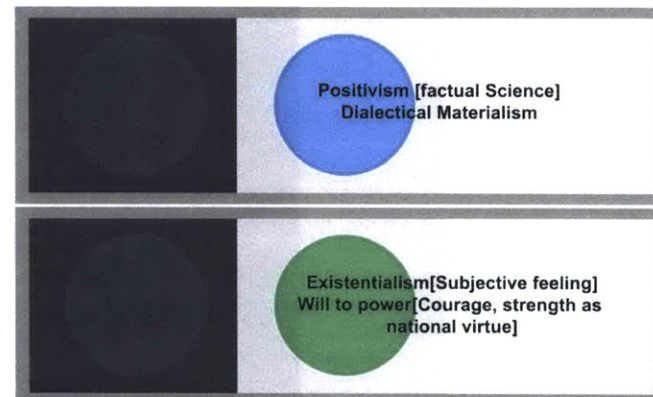 Positivism [factual Science]
Dialectical Materialism
Existentialism[Subjective feeling]
Will to power[Courage, strength as
national virtue]